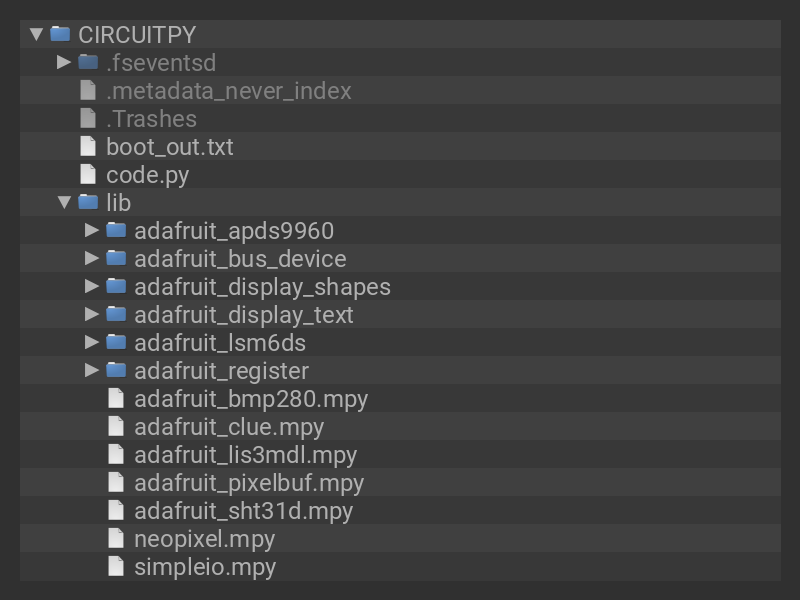 CIRCUITPY
.fseventsd
.metadata_never_index
.Trashes
boot_out.txt
code.py
lib
adafruit_apds9960
adafruit_bus_device
adafruit_display_shapes
adafruit_display_text
adafruit_lsm6ds
adafruit_register
adafruit_bmp280.mpy
adafruit_clue.mpy
adafruit_lis3mdl.mpy
adafruit_pixelbuf.mpy
adafruit_sht31d.mpy
neopixel.mpy
simpleio.mpy